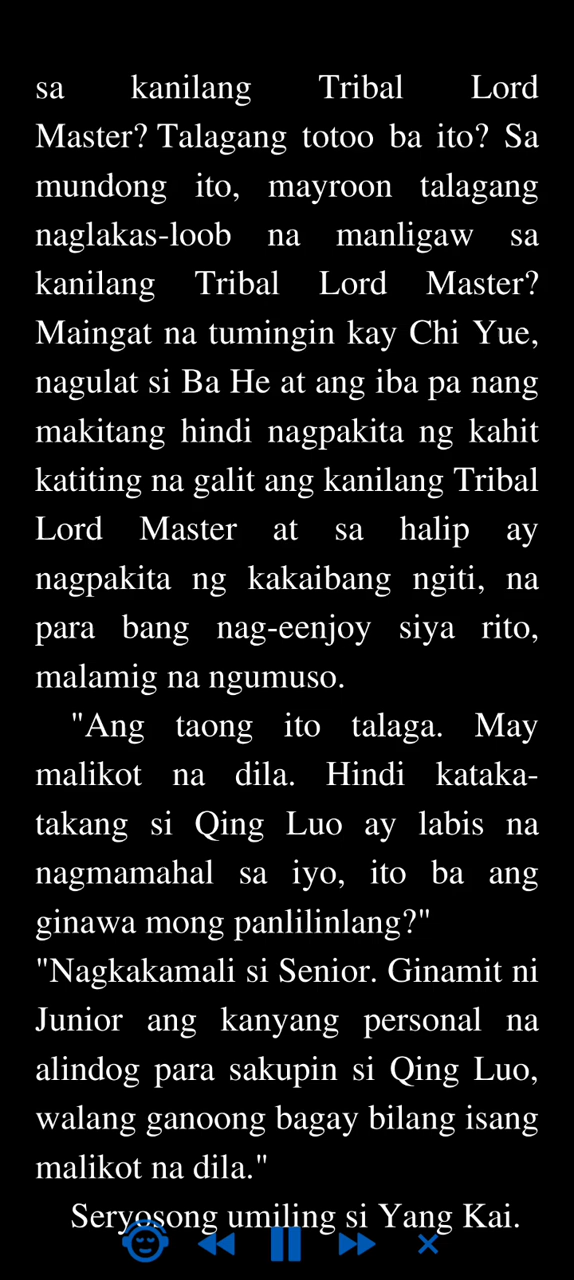 sa kanilang Tribal Lord
Master? Talagang totoo ba ito? Sa
mundong ito, mayroon talagang
naglakas-loob na manligaw sa
kanilang Tribal Lord Master?
Maingat na tumingin kay Chi Yue,
nagulat si Ba He at ang iba pa nang
makitang hindi nagpakita ng kahit
katiting na galit ang kanilang Tribal
Lord Master at sa halip ay
nagpakita ng kakaibang ngiti, na
para bang nag-eenjoy siya rito,
malamig na ngumuso.
"Ang taong ito talaga. May
malikot na dila. Hindi kataka-
takang si Qing Luo ay labis na
nagmamahal sa iyo, ito ba ang
ginawa mong panlilinlang?"
"Nagkakamali si Senior. Ginamit ni
Junior ang kanyang personal na
alindog para sakupin si Qing Luo,
walang ganoong bagay bilang isang
malikot na dila."
Seryosong umiling si Yang Kai.